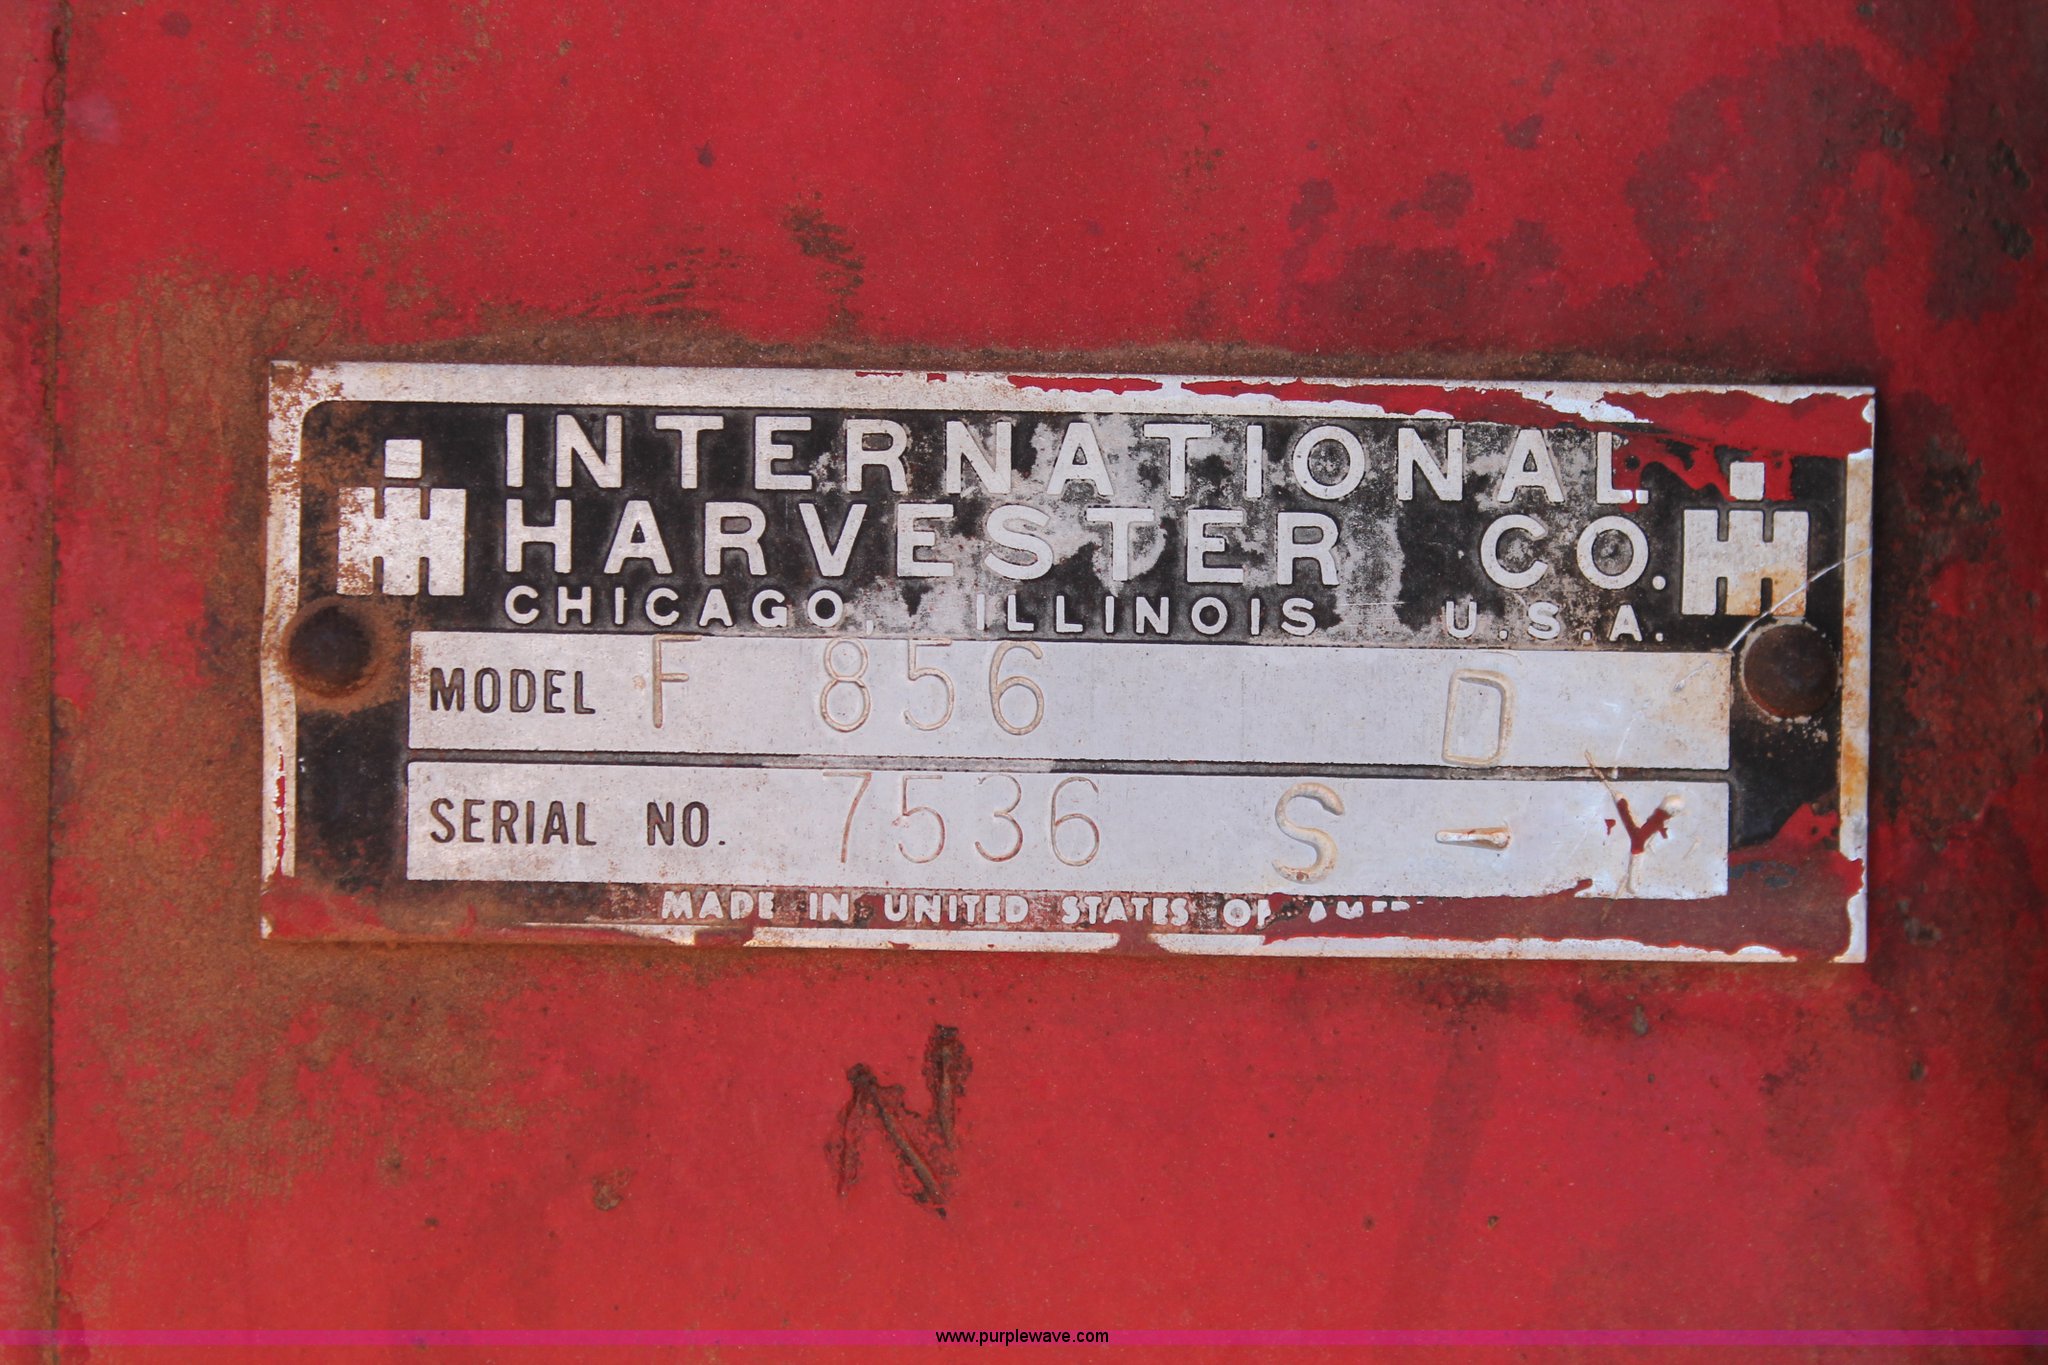 INTERNATIONAL
HARVESTER CO.
CHICAGO, ILLINOIS U.S.A.
MODEL F 856 D
SERIAL NO. 7536 S - Y
MADE IN UNITED STATES OF
N
www.purplewave.com